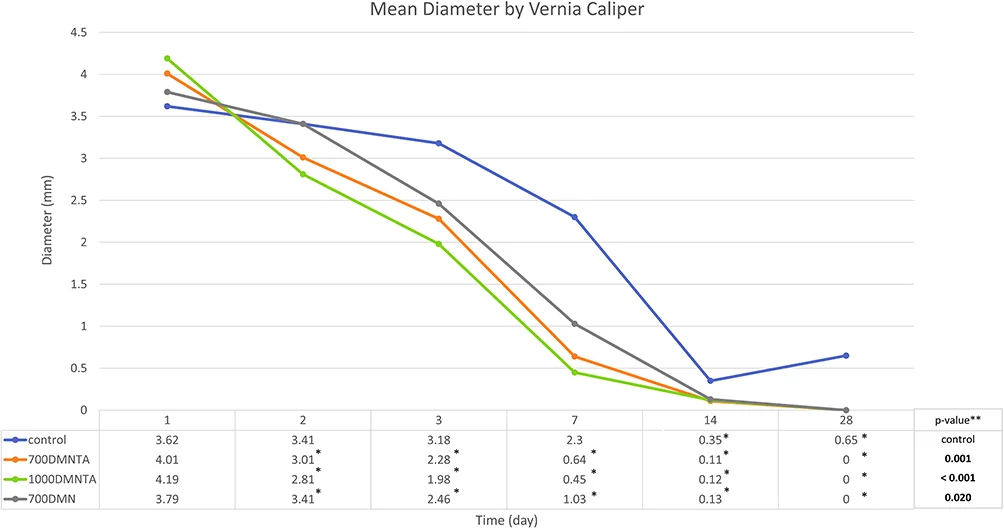 Mean Diameter by Vernia Caliper
4.5
4
3.5
3
2.5
2
1.5
1
0.5
0
Diameter (mm)
1 2 3 7 14 28 p-value**
control 3.62 3.41 3.18 2.3 0.35* 0.65* control
700DMNTA 4.01 3.01* 2.28* 0.64* 0.11* 0* 0.001
1000DMNTA 4.19 2.81* 1.98* 0.45* 0.12* 0* < 0.001
700DMN 3.79 3.41* 2.46* 1.03* 0.13* 0* 0.020
Time (day)